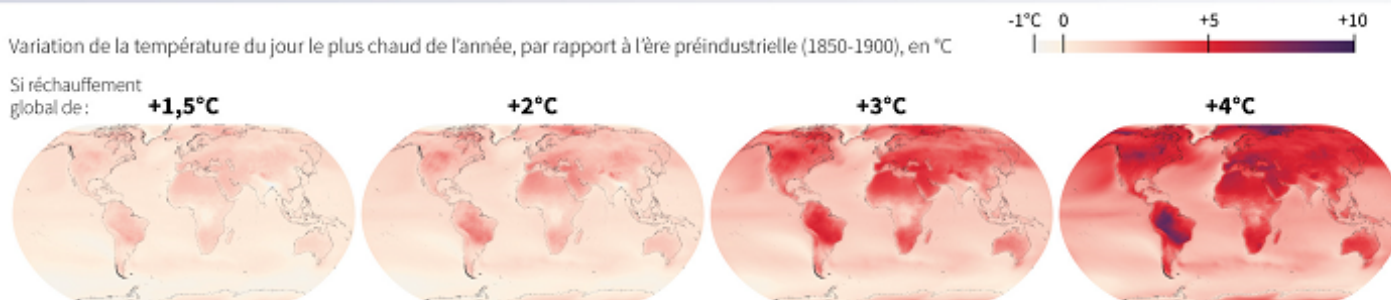 -1°C 0 +5 +10
Variation de la température du jour le plus chaud de l'année, par rapport à l'ère préindustrielle (1850-1900), en °C
Si réchauffement
global de : +1,5°C +2°C +3°C +4°C